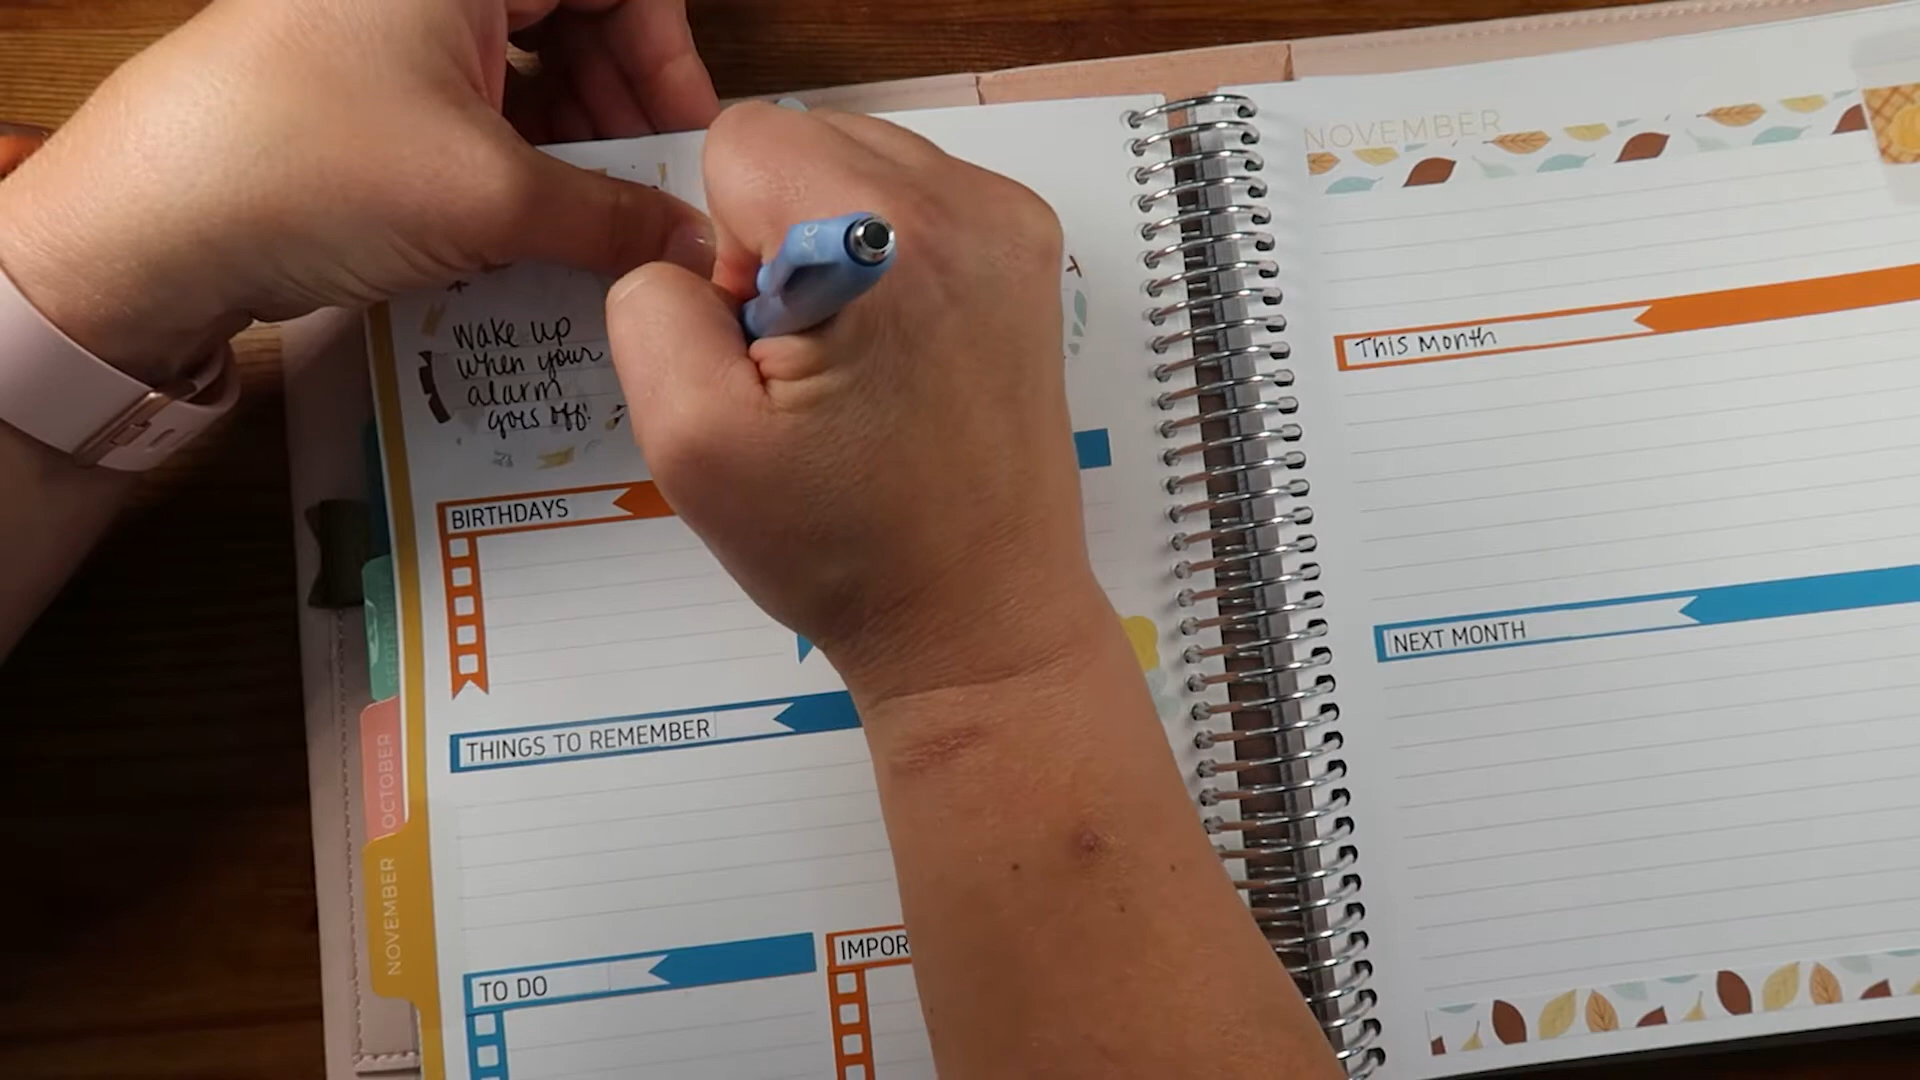 NOVEMBER
wake up
when your
alarm
goes off!
This Month
BIRTHDAYS
NEXT MONTH
THINGS TO REMEMBER
OCTOBER
NOVEMBER
TO DO
IMPOR